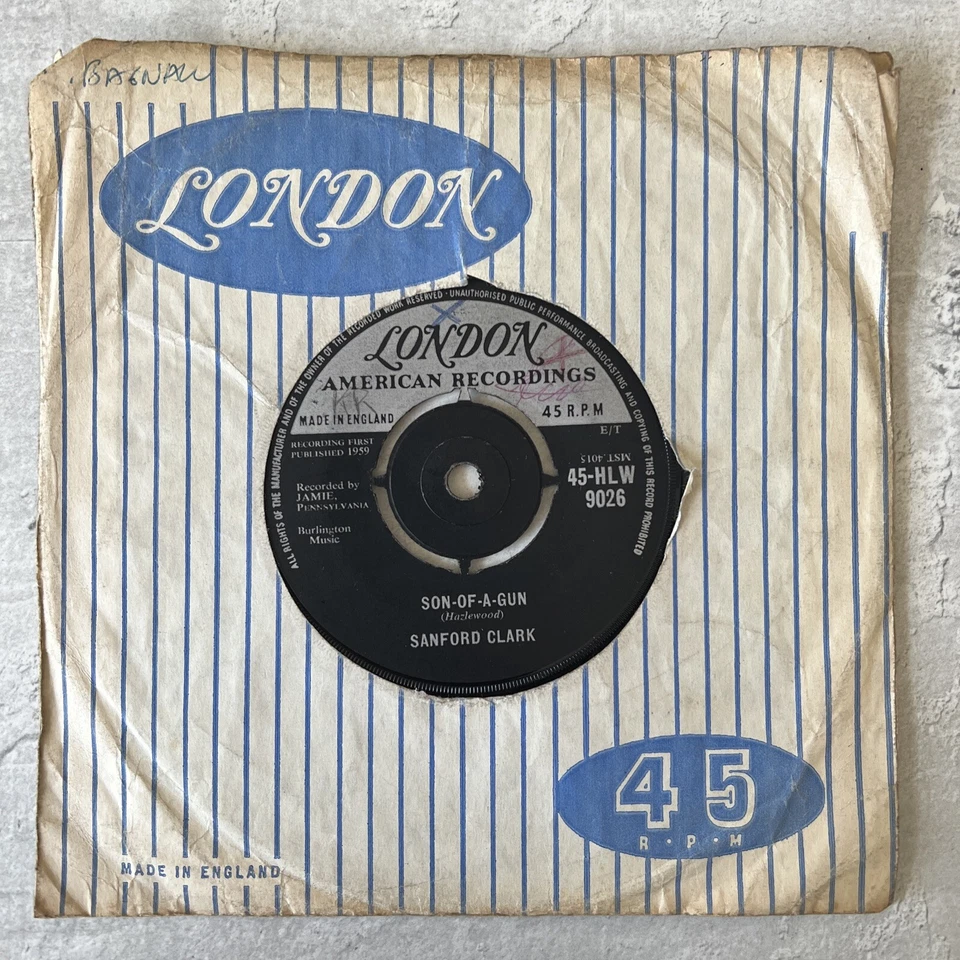 BAGNALL
LONDON
ALL RIGHTS OF THE MANUFACTURER AND OF THE OWNER OF THE RECORDED WORK RESERVED · UNAUTHORISED PUBLIC PERFORMANCE BROADCASTING AND COPYING OF THIS RECORD PROHIBITED
LONDON
AMERICAN RECORDINGS
RR
MADE IN ENGLAND
45 R.P.M
E/T
RECORDING FIRST
PUBLISHED 1959
MST.4015
45-HLW
9026
Recorded by
JAMIE,
PENNSYLVANIA
Burlington
Music
SON-OF-A-GUN
(Hazlewood)
SANFORD CLARK
45
R·P·M
MADE IN ENGLAND